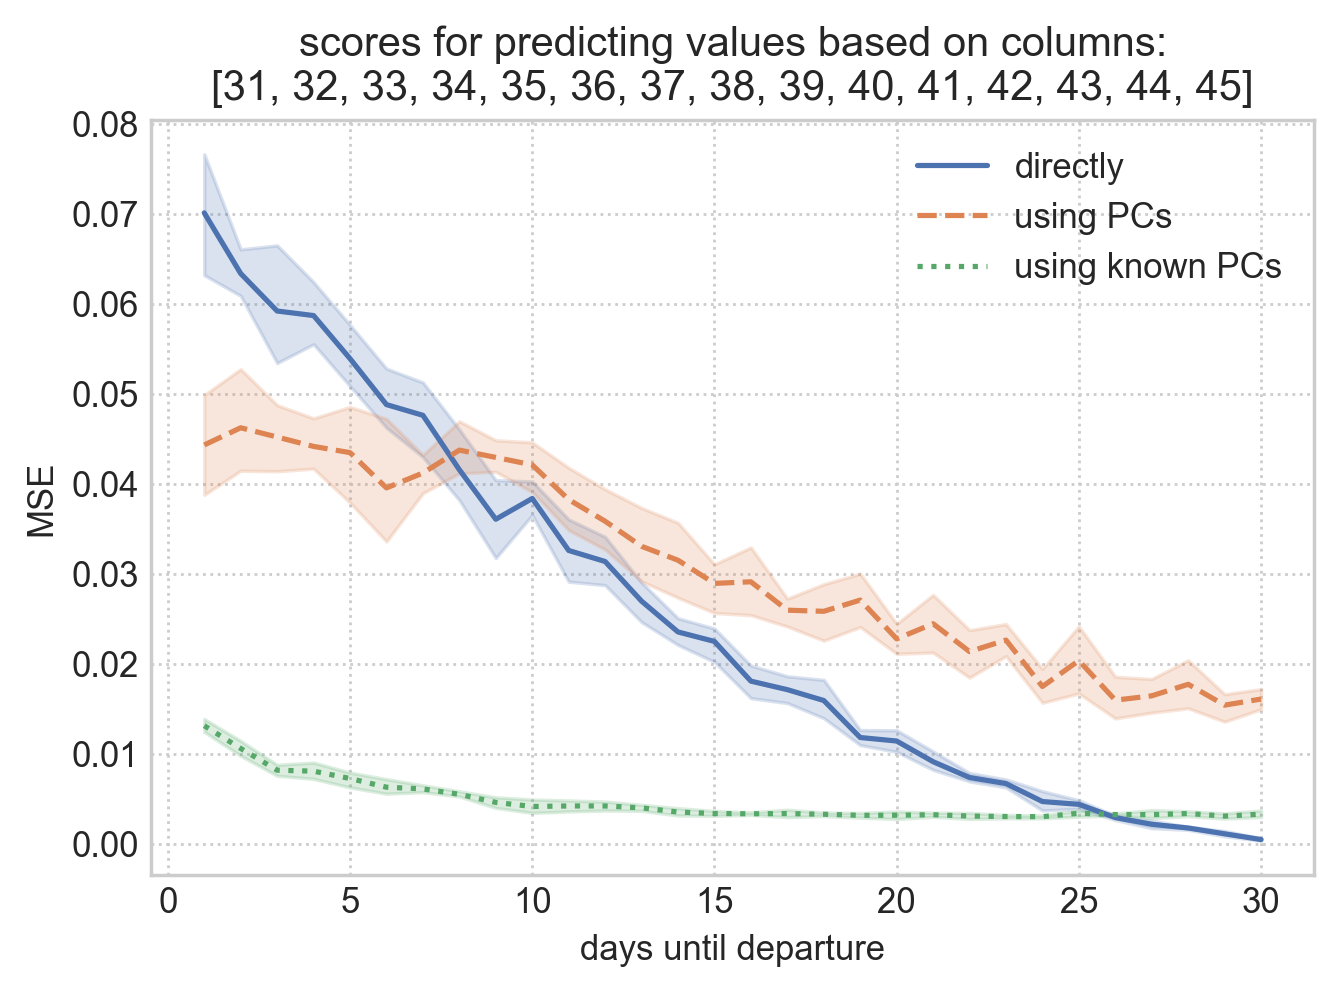 scores for predicting values based on columns:
[31, 32, 33, 34, 35, 36, 37, 38, 39, 40, 41, 42, 43, 44, 45]
0.08
0.07
0.06
0.05
0.04
0.03
0.02
0.01
0.00
MSE
directly
using PCs
using known PCs
0 5 10 15 20 25 30
days until departure